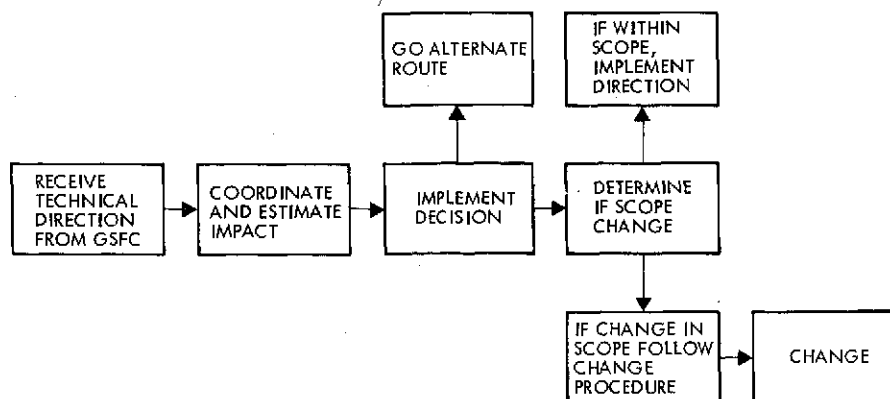 GO ALTERNATE
ROUTE
IF WITHIN
SCOPE,
IMPLEMENT
DIRECTION
RECEIVE
TECHNICAL
DIRECTION
FROM GSFC
COORDINATE
AND ESTIMATE
IMPACT
IMPLEMENT
DECISION
DETERMINE
IF SCOPE
CHANGE
IF CHANGE IN
SCOPE FOLLOW
CHANGE
PROCEDURE
CHANGE